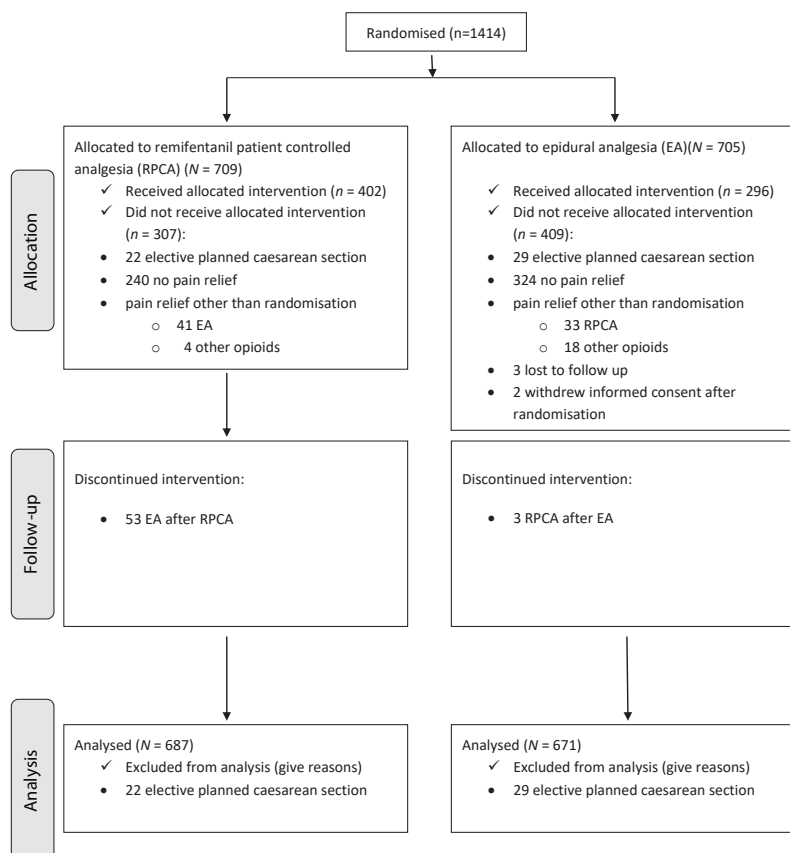 Randomised (n=1414)
Allocation
Allocated to remifentanil patient controlled
analgesia (RPCA) (N = 709)
✓ Received allocated intervention (n = 402)
✓ Did not receive allocated intervention
(n = 307):
• 22 elective planned caesarean section
• 240 no pain relief
• pain relief other than randomisation
○ 41 EA
○ 4 other opioids
Allocated to epidural analgesia (EA)(N = 705)
✓ Received allocated intervention (n = 296)
✓ Did not receive allocated intervention
(n = 409):
• 29 elective planned caesarean section
• 324 no pain relief
• pain relief other than randomisation
○ 33 RPCA
○ 18 other opioids
• 3 lost to follow up
• 2 withdrew informed consent after
randomisation
Follow-up
Discontinued intervention:
• 53 EA after RPCA
Discontinued intervention:
• 3 RPCA after EA
Analysis
Analysed (N = 687)
✓ Excluded from analysis (give reasons)
• 22 elective planned caesarean section
Analysed (N = 671)
✓ Excluded from analysis (give reasons)
• 29 elective planned caesarean section